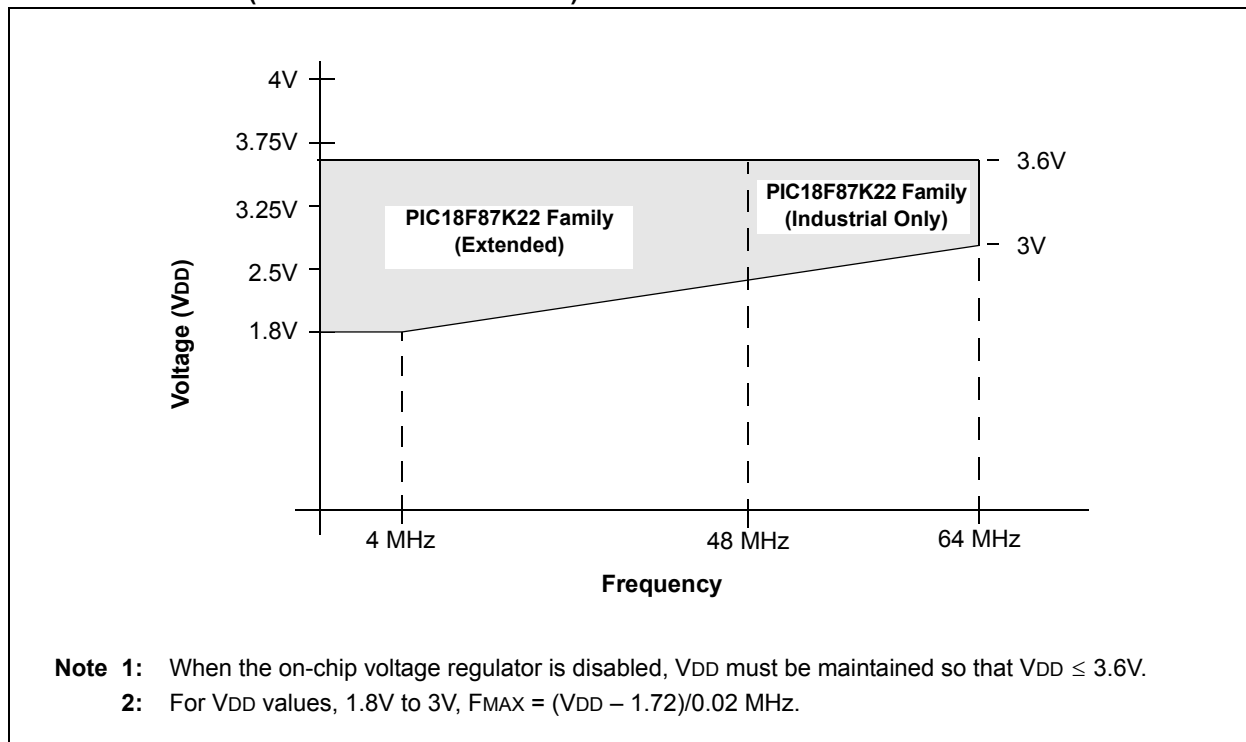 4V
3.75V
3.6V
PIC18F87K22 Family
(Industrial Only)
3.25V
PIC18F87K22 Family
(Extended)
3V
2.5V
1.8V
Voltage (VDD)
4 MHz
48 MHz
64 MHz
Frequency
Note 1: When the on-chip voltage regulator is disabled, VDD must be maintained so that VDD ≤ 3.6V.
2: For VDD values, 1.8V to 3V, FMAX = (VDD – 1.72)/0.02 MHz.